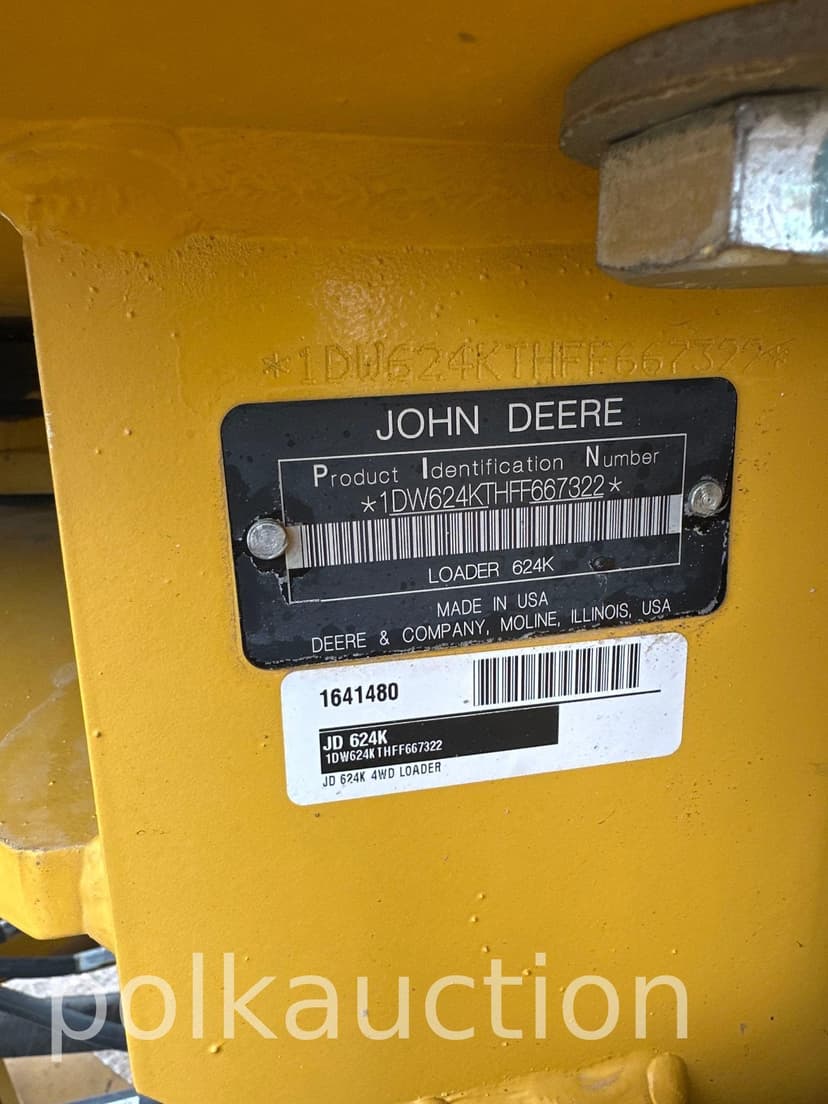 *1DW624KTHFF667322*
JOHN DEERE
Product Identification Number
*1DW624KTHFF667322*
LOADER 624K
MADE IN USA
DEERE & COMPANY, MOLINE, ILLINOIS, USA
1641480
JD 624K
1DW624KTHFF667322
JD 624K 4WD LOADER
polkauction